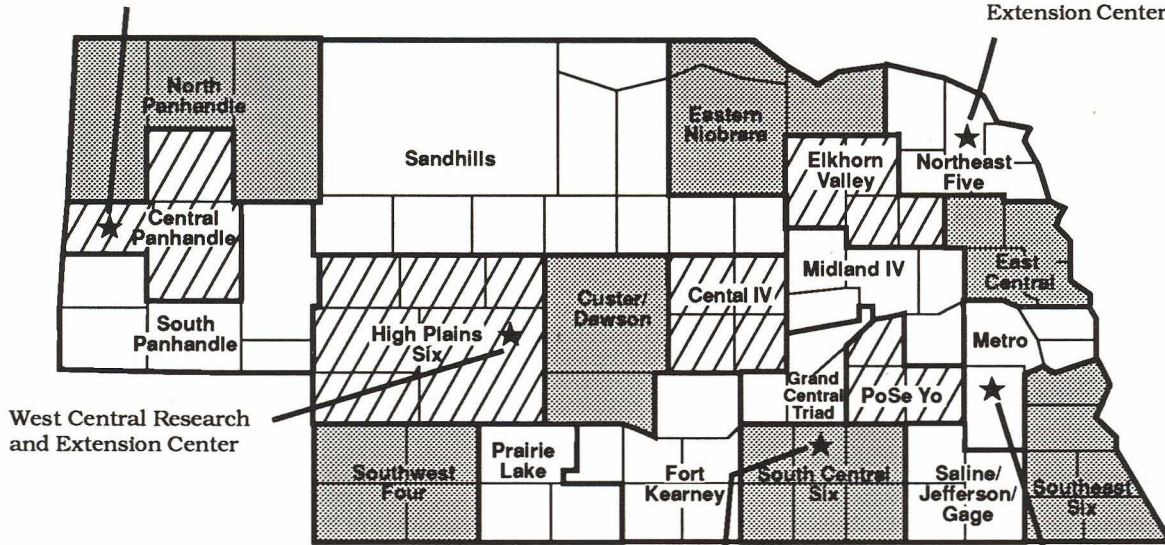 Extension Center
North
Panhandle
Eastern
Niobrara
Sandhills
Elkhorn
Valley
Northeast
Five
Central
Panhandle
Midland IV
East
Central
Custer/
Dawson
Cental IV
South
Panhandle
High Plains
Six
Metro
Grand
Central
Triad
PoSe Yo
West Central Research
and Extension Center
Prairie
Lake
Southwest
Four
Fort
Kearney
South Central
Six
Saline/
Jefferson/
Gage
Southeast
Six